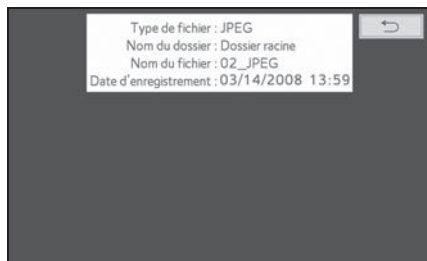 Type de fichier : JPEG
Nom du dossier : Dossier racine
Nom du fichier : 02_JPEG
Date d'enregistrement : 03/14/2008 13:59